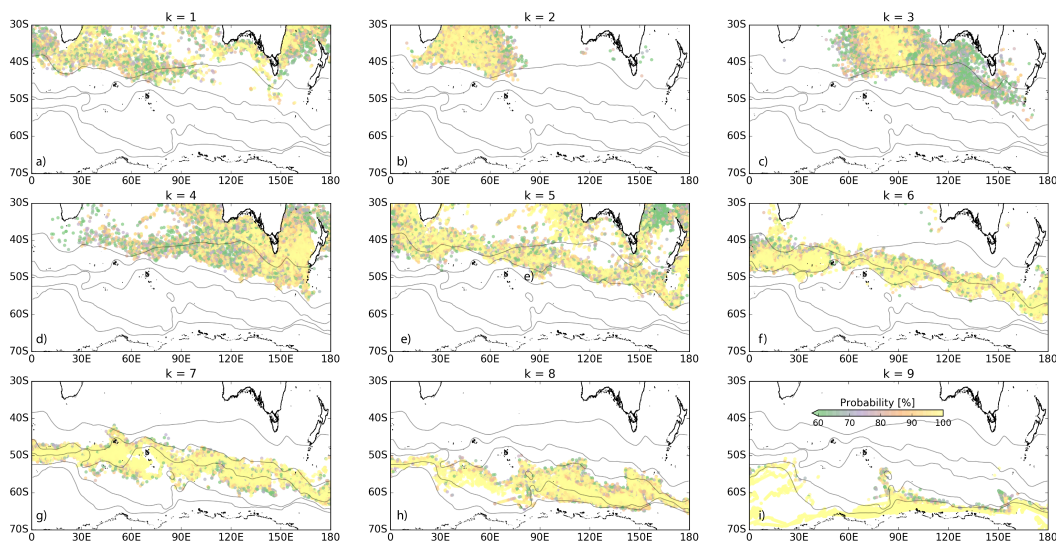 k = 1 k = 2 k = 3
30S 30S 30S
40S 40S 40S
50S 50S 50S
60S 60S 60S
a) b) c)
70S 70S 70S
0 30E 60E 90E 120E 150E 180 0 30E 60E 90E 120E 150E 180 0 30E 60E 90E 120E 150E 180
k = 4 k = 5 k = 6
30S 30S 30S
40S 40S 40S
50S 50S 50S
e)
60S 60S 60S
d) e) f)
70S 70S 70S
0 30E 60E 90E 120E 150E 180 0 30E 60E 90E 120E 150E 180 0 30E 60E 90E 120E 150E 180
k = 7 k = 8 k = 9
30S 30S 30S
Probability [%]
40S 40S 40S
60 70 80 90 100
50S 50S 50S
60S 60S 60S
g) h) i)
70S 70S 70S
0 30E 60E 90E 120E 150E 180 0 30E 60E 90E 120E 150E 180 0 30E 60E 90E 120E 150E 180